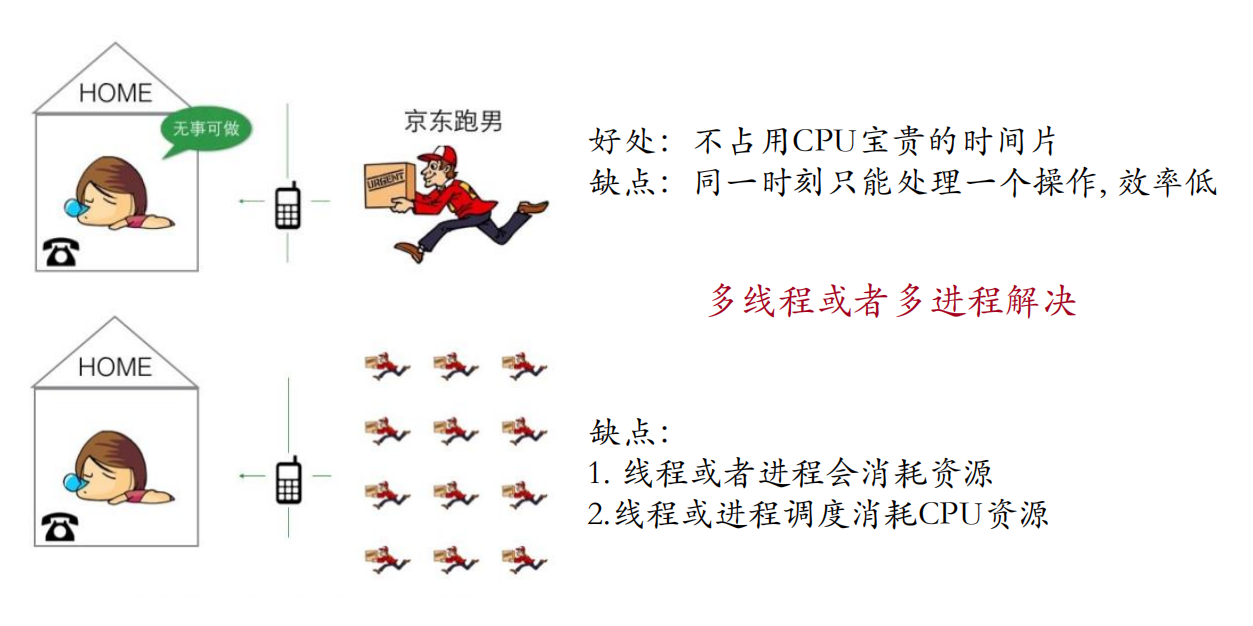 HOME
无事可做
京东跑男
URGENT
好处：不占用CPU宝贵的时间片
缺点：同一时刻只能处理一个操作, 效率低
多线程或者多进程解决
HOME
缺点：
1. 线程或者进程会消耗资源
2.线程或进程调度消耗CPU资源